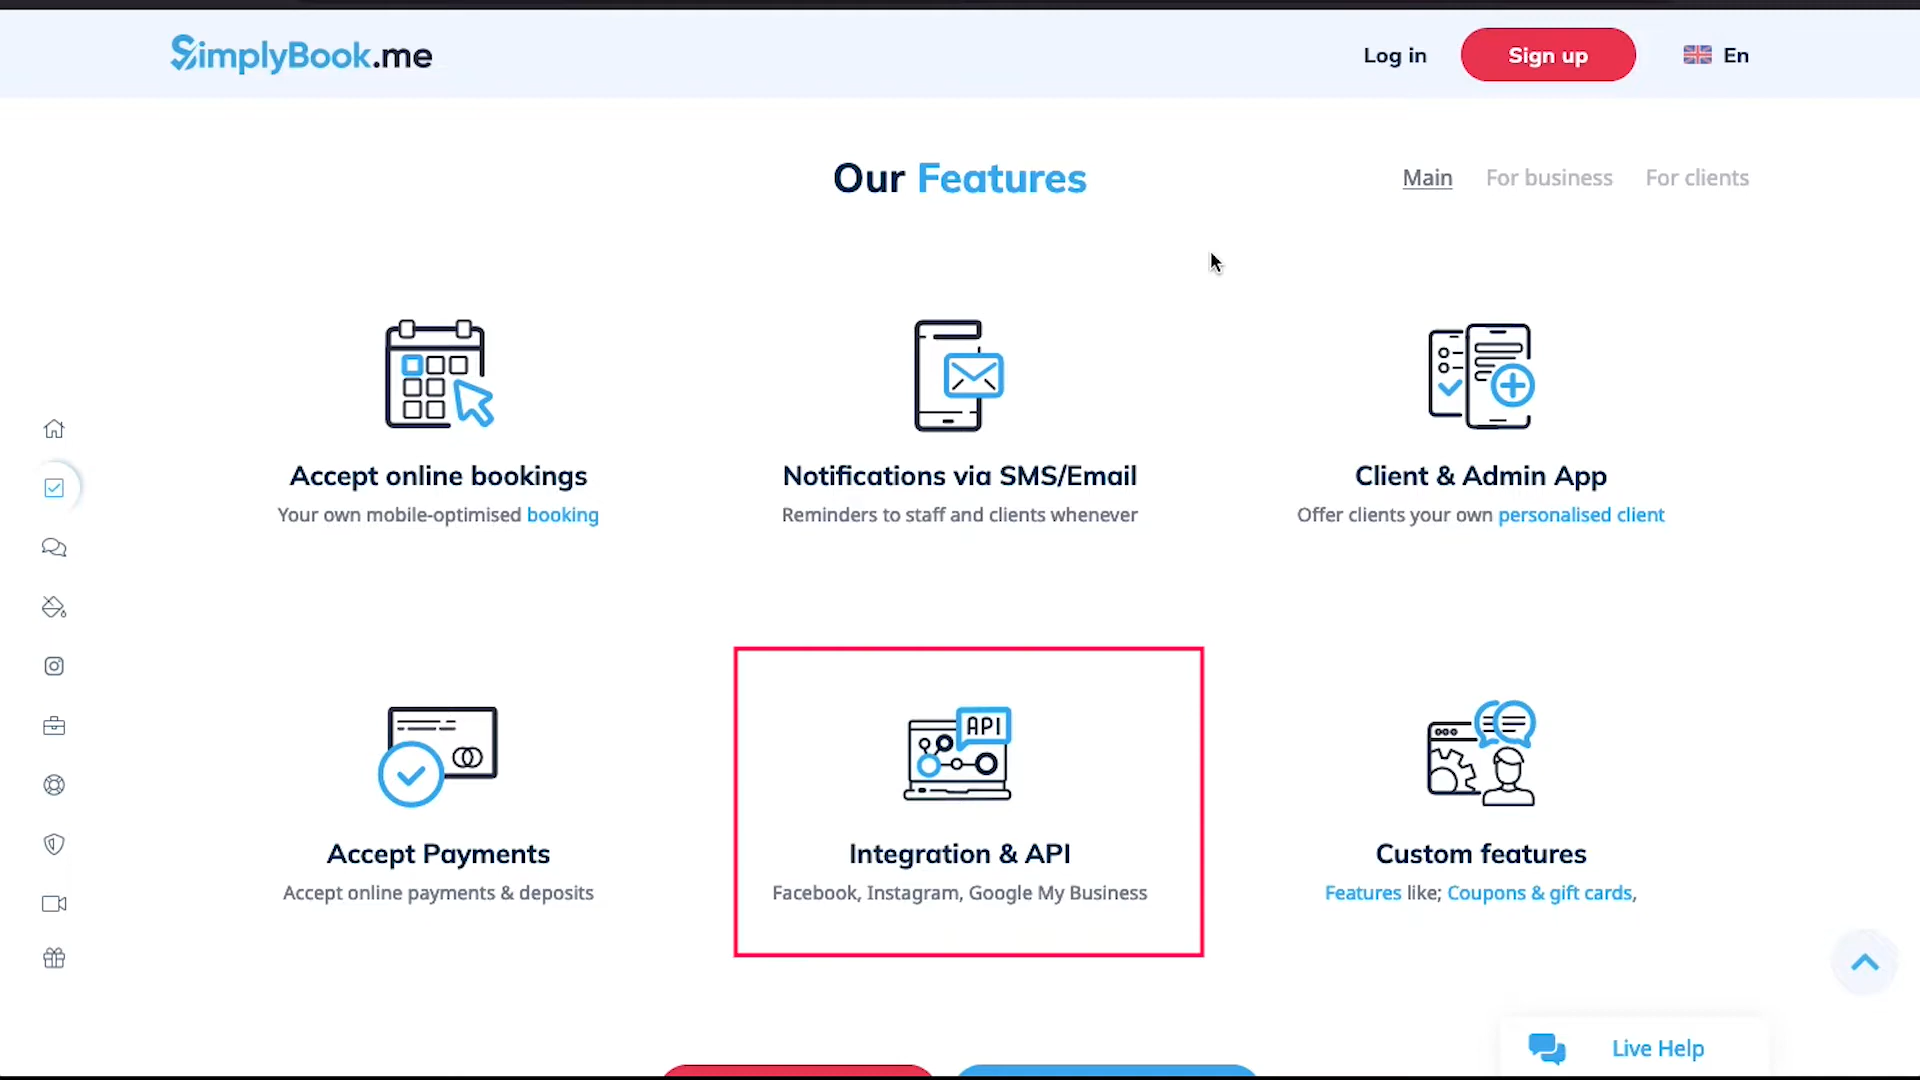 SimplyBook.me
Log in
Sign up
En
Our Features
Main
For business
For clients
Accept online bookings
Your own mobile-optimised booking
Notifications via SMS/Email
Reminders to staff and clients whenever
Client & Admin App
Offer clients your own personalised client
Accept Payments
Accept online payments & deposits
API
Integration & API
Facebook, Instagram, Google My Business
Custom features
Features like; Coupons & gift cards,
Live Help